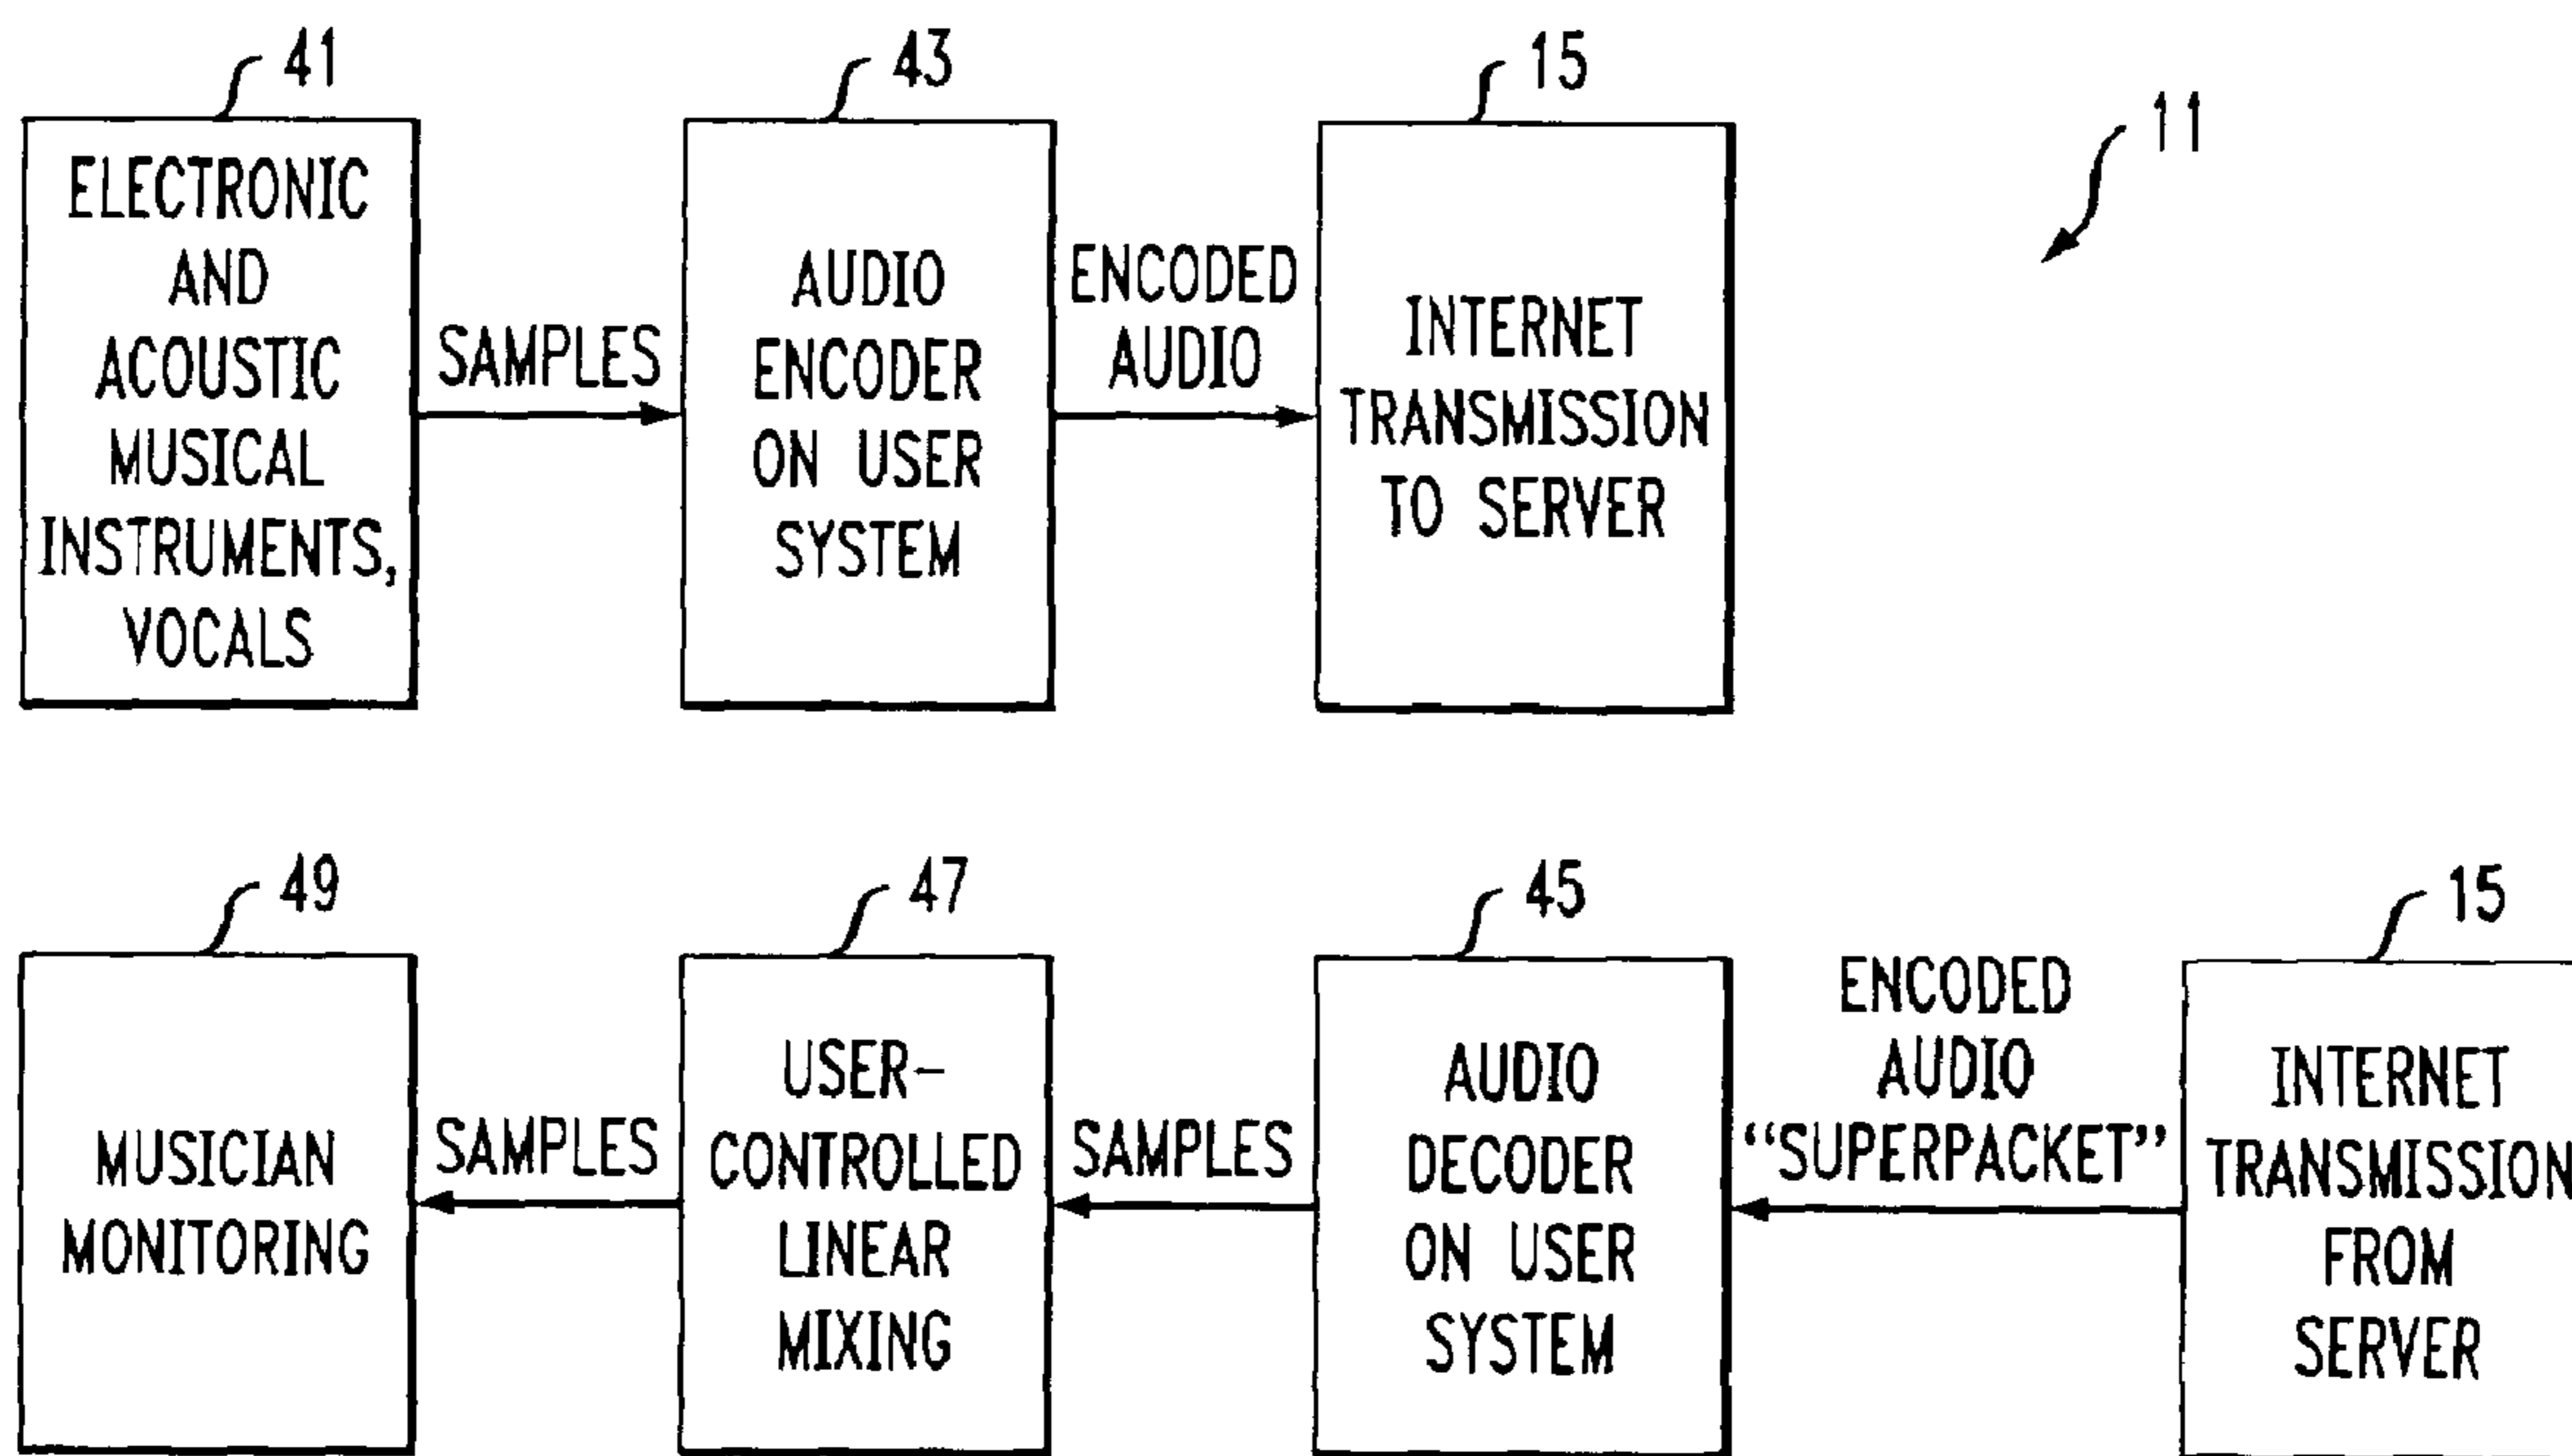 41
43
15
11
ELECTRONIC
AND
ACOUSTIC
MUSICAL
INSTRUMENTS,
VOCALS
SAMPLES
AUDIO
ENCODER
ON USER
SYSTEM
ENCODED
AUDIO
INTERNET
TRANSMISSION
TO SERVER
49
47
45
15
MUSICIAN
MONITORING
SAMPLES
USER-
CONTROLLED
LINEAR
MIXING
SAMPLES
AUDIO
DECODER
ON USER
SYSTEM
ENCODED
AUDIO
“SUPERPACKET”
INTERNET
TRANSMISSION
FROM
SERVER